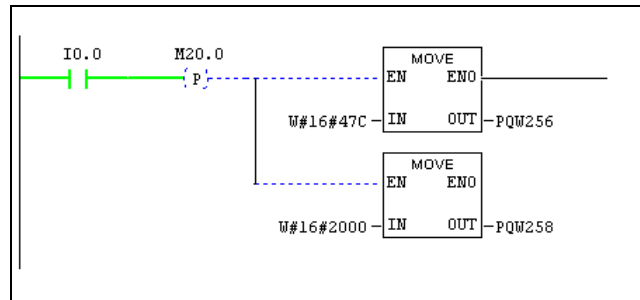 I0.0 M20.0
MOVE
P EN ENO
W#16#47C IN OUT PQW256
MOVE
EN ENO
W#16#2000 IN OUT PQW258